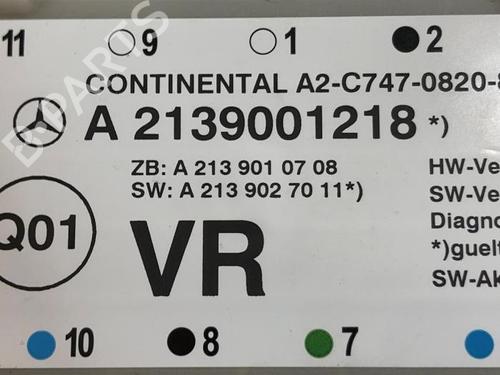 11 9 1 2
CONTINENTAL A2-C747-0820-
A 2139001218 *)
ZB: A 213 901 07 08
SW: A 213 902 70 11*)
HW-Ve
SW-Ve
Diagno
*)guelt
SW-Ak
Q01
VR
10 8 7
B-PARTS